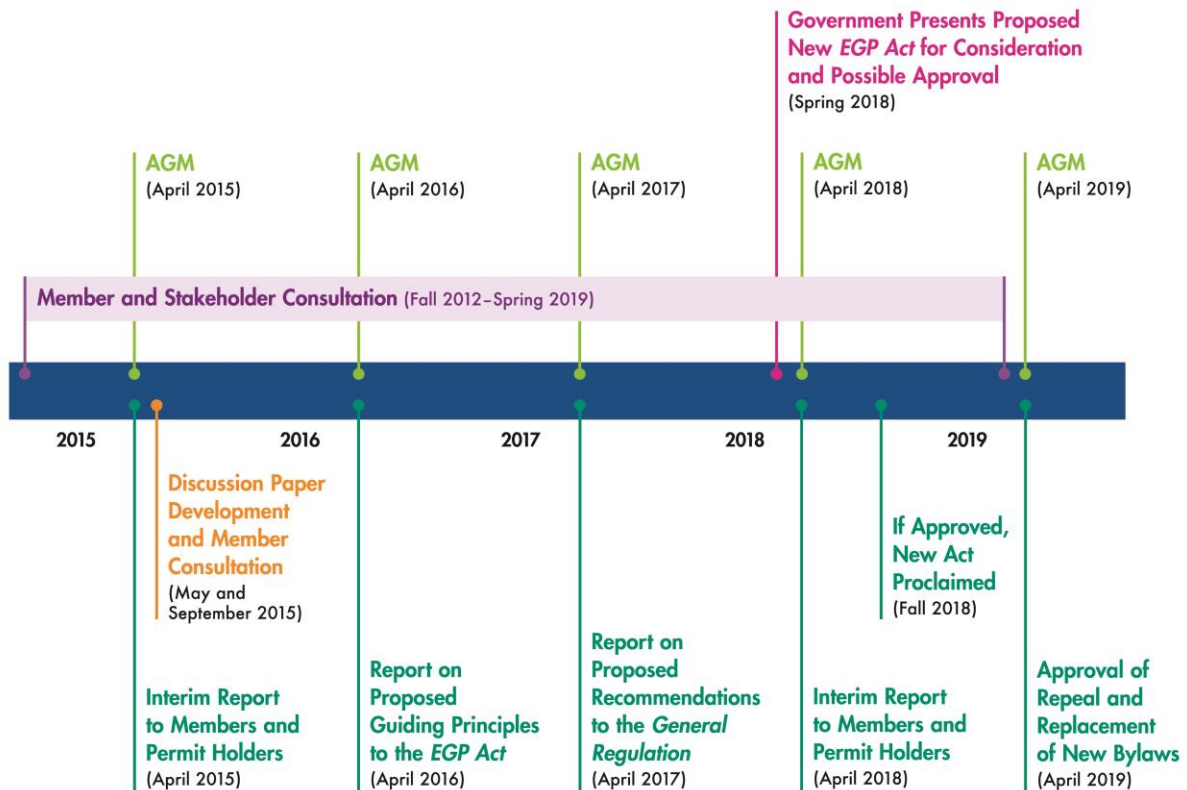 Government Presents Proposed
New EGP Act for Consideration
and Possible Approval
(Spring 2018)
AGM
(April 2015)
AGM
(April 2016)
AGM
(April 2017)
AGM
(April 2018)
AGM
(April 2019)
Member and Stakeholder Consultation (Fall 2012–Spring 2019)
2015
2016
2017
2018
2019
Discussion Paper
Development
and Member
Consultation
(May and
September 2015)
If Approved,
New Act
Proclaimed
(Fall 2018)
Interim Report
to Members and
Permit Holders
(April 2015)
Report on
Proposed
Guiding Principles
to the EGP Act
(April 2016)
Report on
Proposed
Recommendations
to the General
Regulation
(April 2017)
Interim Report
to Members and
Permit Holders
(April 2018)
Approval of
Repeal and
Replacement
of New Bylaws
(April 2019)